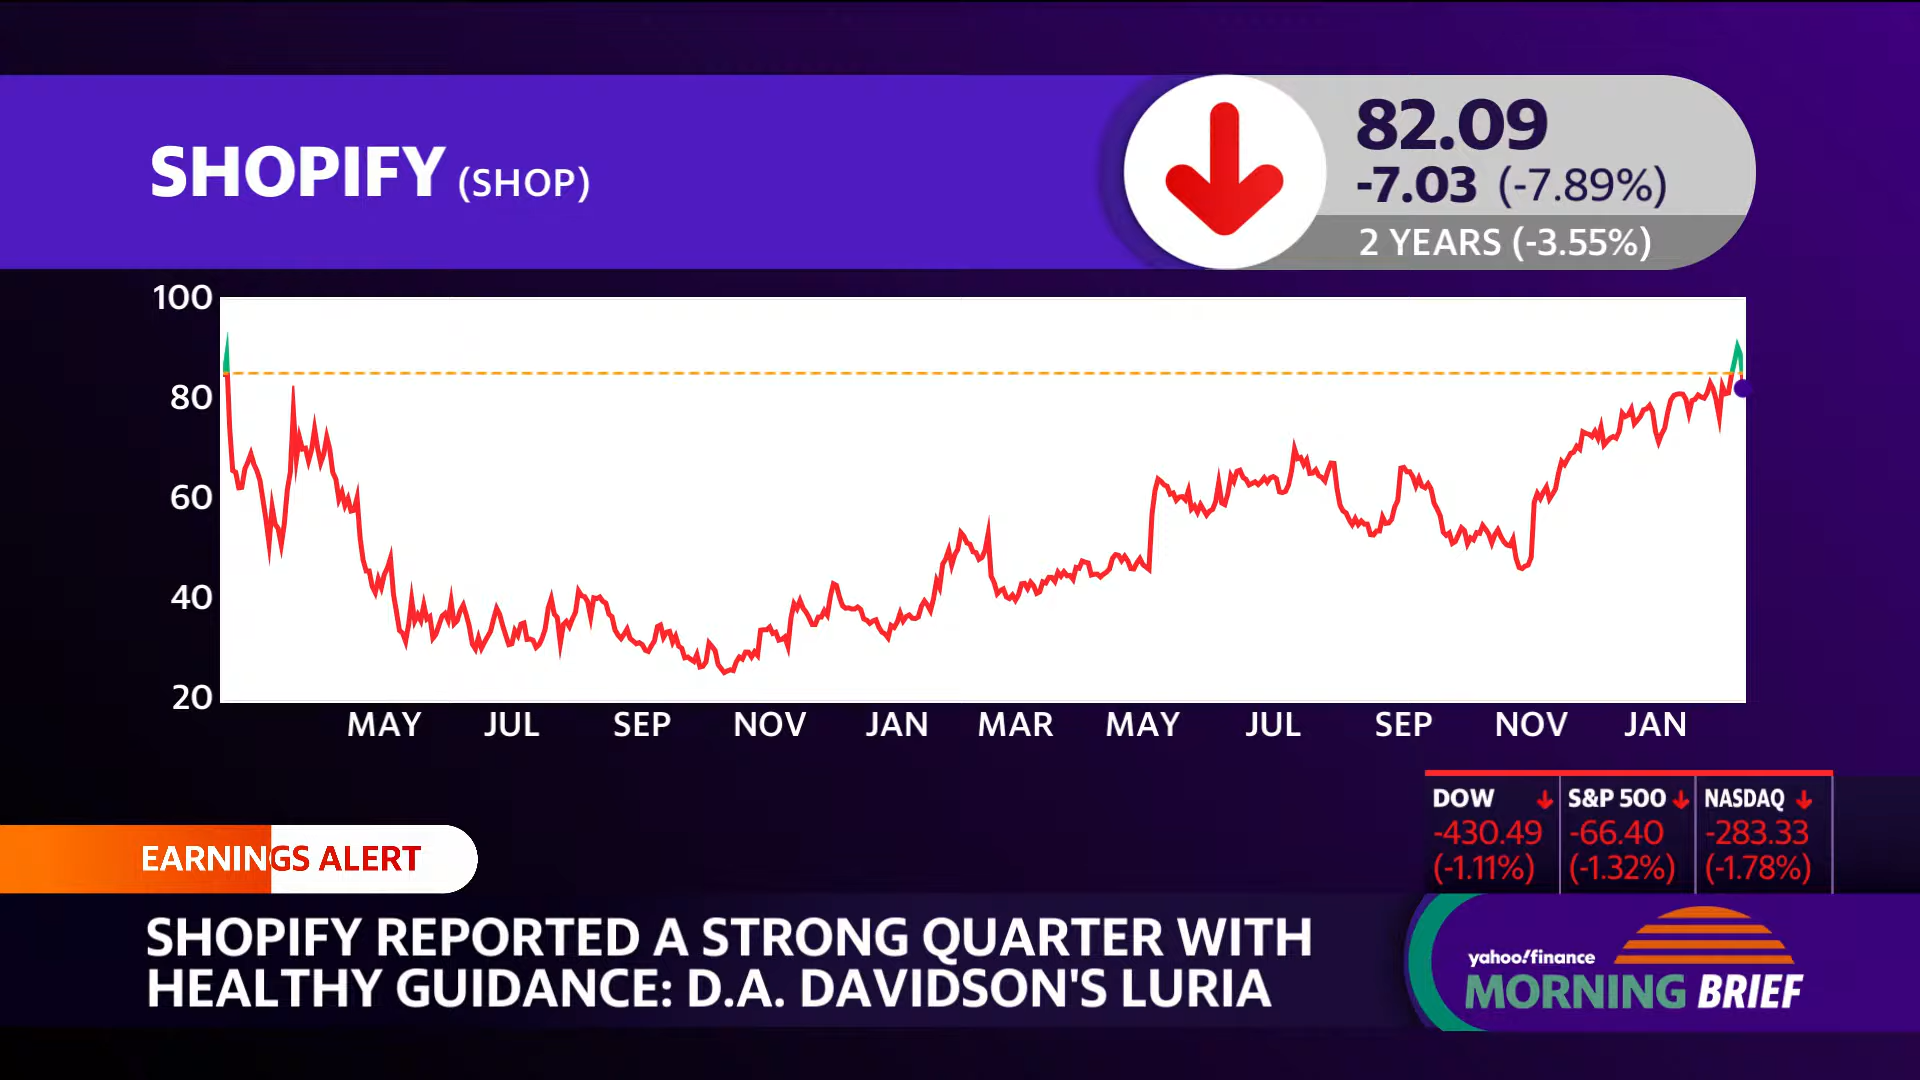 SHOPIFY (SHOP)
82.09
-7.03 (-7.89%)
2 YEARS (-3.55%)
100
80
60
40
20
MAY JUL SEP NOV JAN MAR MAY JUL SEP NOV JAN
DOW S&P 500 NASDAQ
-430.49 -66.40 -283.33
(-1.11%) (-1.32%) (-1.78%)
EARNINGS ALERT
SHOPIFY REPORTED A STRONG QUARTER WITH
HEALTHY GUIDANCE: D.A. DAVIDSON'S LURIA
yahoo!finance
MORNING BRIEF